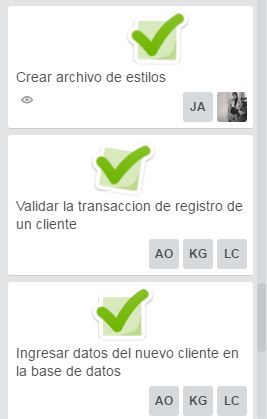 Crear archivo de estilos
JA
Validar la transaccion de registro de
un cliente
AO KG LC
Ingresar datos del nuevo cliente en
la base de datos
AO KG LC